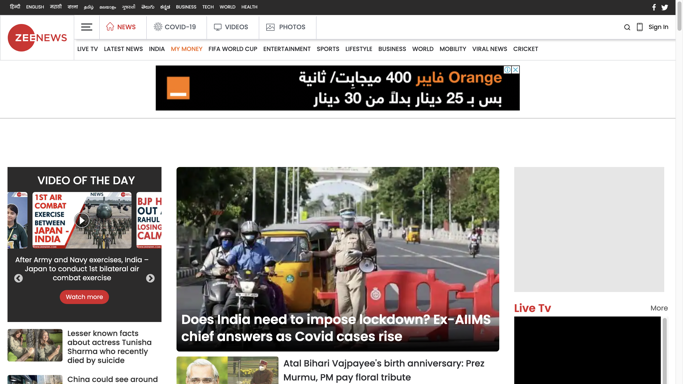 हिन्दी ENGLISH मराठी বাংলা தமிழ் മലയാളം ગુજરાતી తెలుగు ಕನ್ನಡ BUSINESS TECH WORLD HEALTH
ZEENEWS
NEWS COVID-19 VIDEOS PHOTOS Sign In
LIVE TV LATEST NEWS INDIA MY MONEY FIFA WORLD CUP ENTERTAINMENT SPORTS LIFESTYLE BUSINESS WORLD MOBILITY VIRAL NEWS CRICKET
Orange فايبر 400 ميجابِت/ ثانية
بس بـ 25 دينار بدلاً من 30 دينار
VIDEO OF THE DAY
1ST AIR
COMBAT
EXERCISE
BETWEEN
JAPAN -
INDIA
NEWS
BJP H
OUT A
RAHUL
LOSING
CALM
After Army and Navy exercises, India –
Japan to conduct 1st bilateral air
combat exercise
Watch more
Lesser known facts
about actress Tunisha
Sharma who recently
died by suicide
China could see around
Does India need to impose lockdown? Ex-AIIMS
chief answers as Covid cases rise
Atal Bihari Vajpayee's birth anniversary: Prez
Murmu, PM pay floral tribute
Live Tv
More